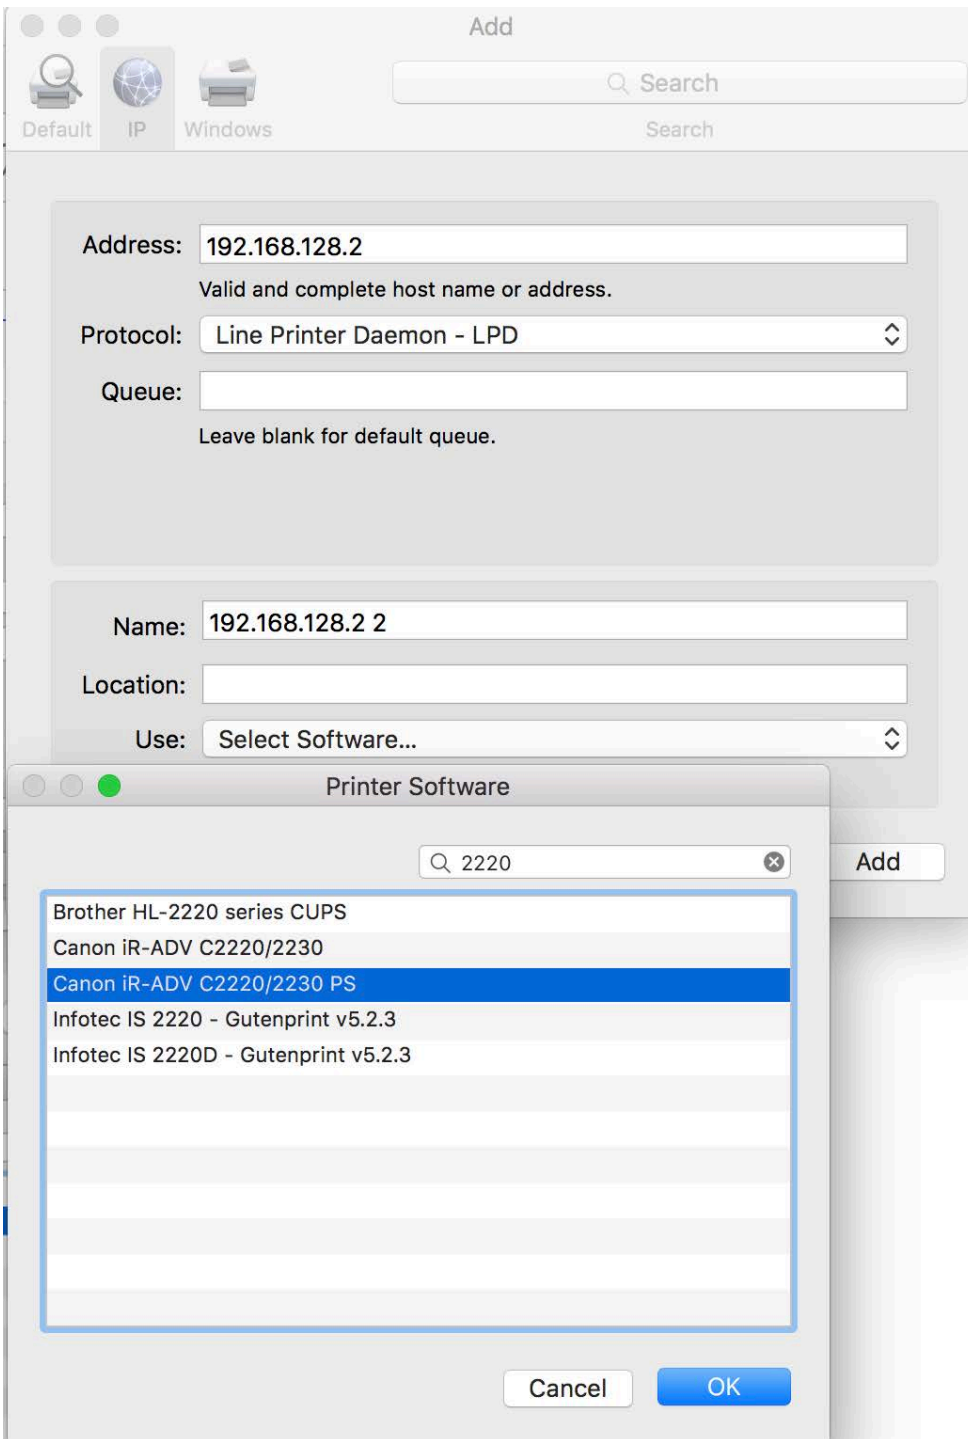 Add
Search
Default IP Windows Search
Address: 192.168.128.2
Valid and complete host name or address.
Protocol: Line Printer Daemon - LPD
Queue:
Leave blank for default queue.
Name: 192.168.128.2 2
Location:
Use: Select Software...
Printer Software
2220
Add
Brother HL-2220 series CUPS
Canon iR-ADV C2220/2230
Canon iR-ADV C2220/2230 PS
Infotec IS 2220 - Gutenprint v5.2.3
Infotec IS 2220D - Gutenprint v5.2.3
Cancel OK